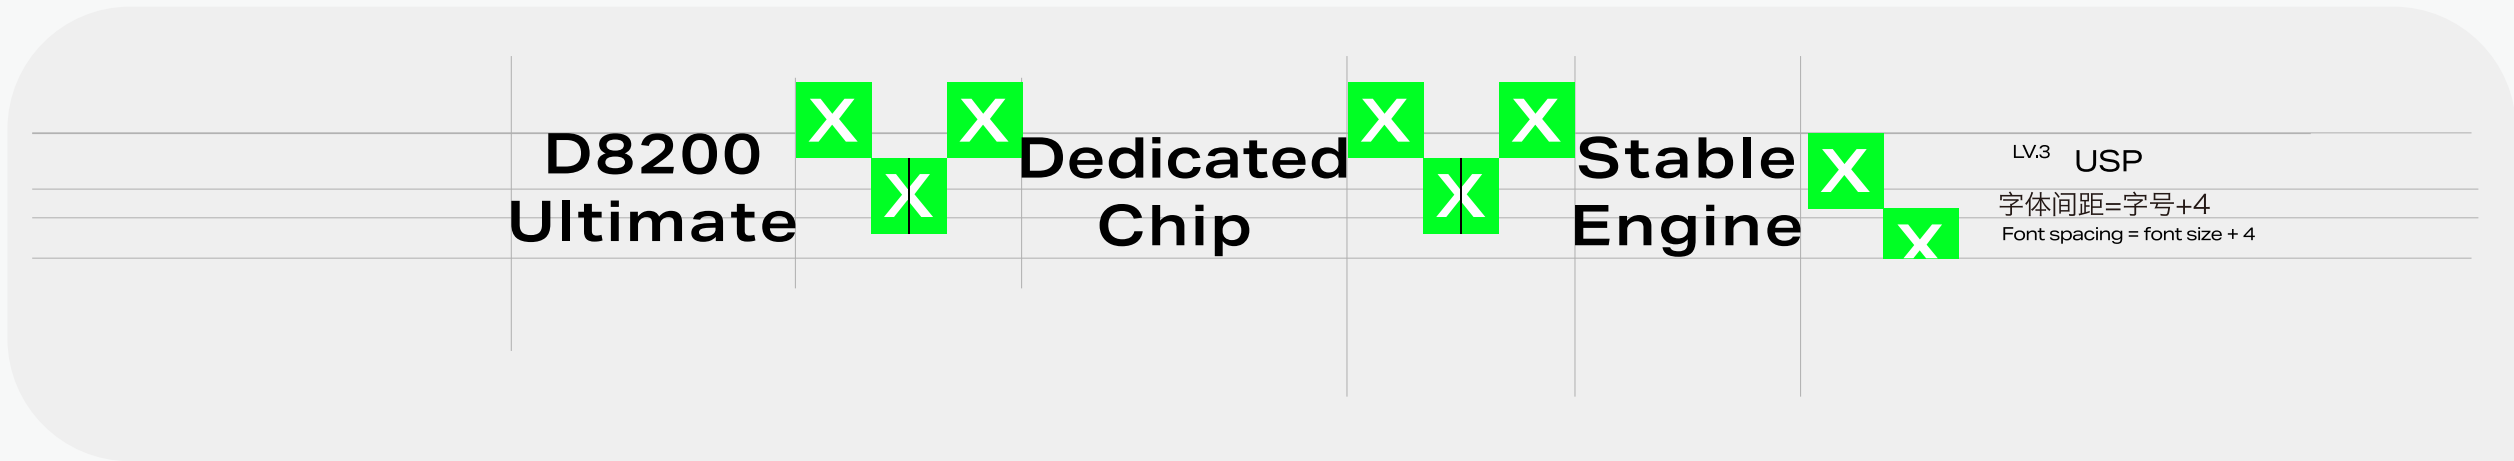 D8200
Ultimate
X
X
X
Dedicated
Chip
X
X
X
Stable
Engine
X
X
LV.3 USP
字体间距=字号+4
Font spacing = font size + 4